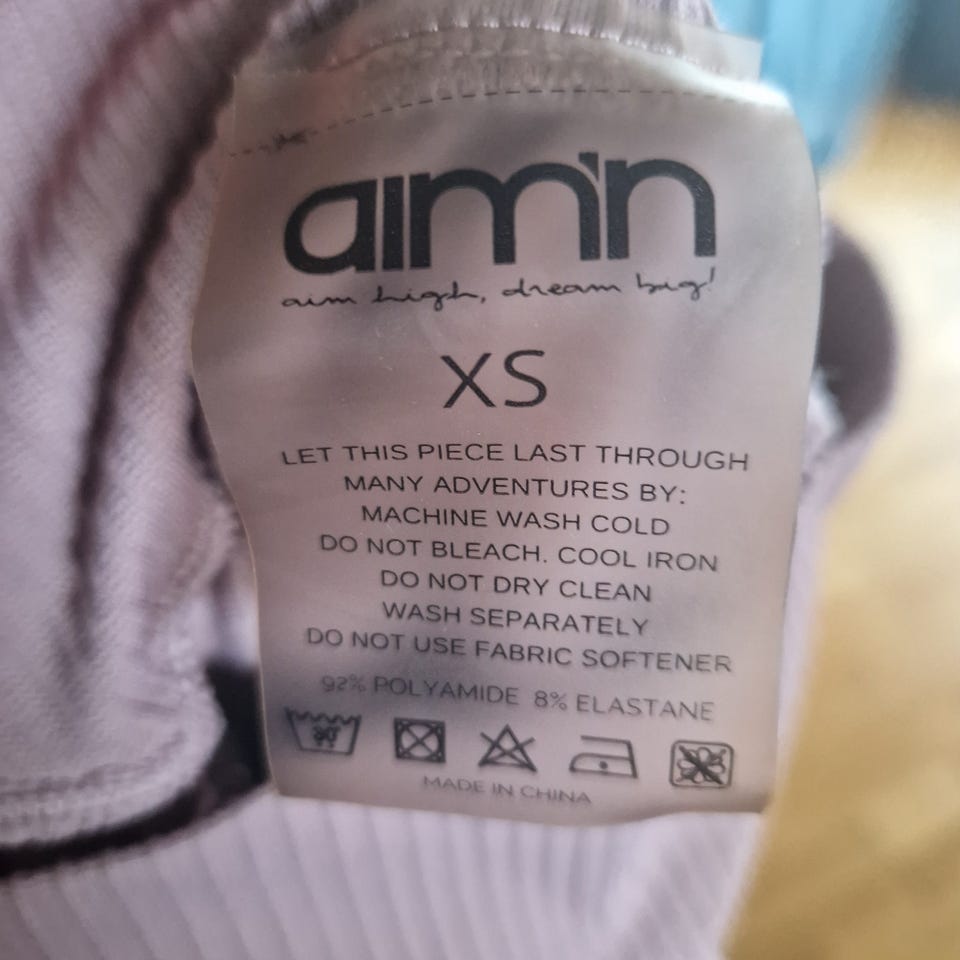 aim'n
aim high, dream big!
XS
LET THIS PIECE LAST THROUGH
MANY ADVENTURES BY:
MACHINE WASH COLD
DO NOT BLEACH. COOL IRON
DO NOT DRY CLEAN
WASH SEPARATELY
DO NOT USE FABRIC SOFTENER
92% POLYAMIDE 8% ELASTANE
30°
MADE IN CHINA